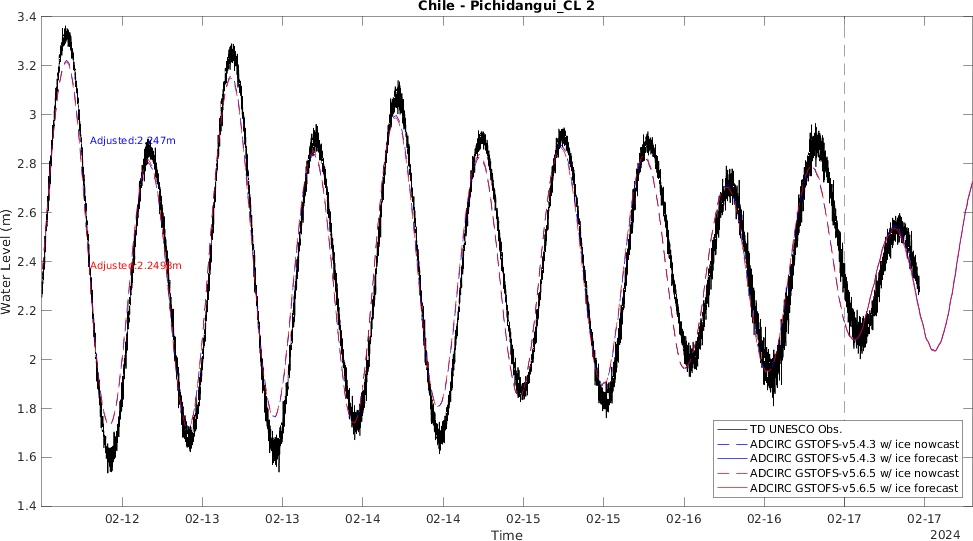 Chile - Pichidangui_CL 2
3.4
3.2
3
2.8
2.6
2.4
2.2
2
1.8
1.6
1.4
Water Level (m)
Adjusted:2.247m
Adjusted:2.2493m
TD UNESCO Obs.
ADCIRC GSTOFS-v5.4.3 w/ ice nowcast
ADCIRC GSTOFS-v5.4.3 w/ ice forecast
ADCIRC GSTOFS-v5.6.5 w/ ice nowcast
ADCIRC GSTOFS-v5.6.5 w/ ice forecast
02-12 02-13 02-13 02-14 02-14 02-15 02-15 02-16 02-16 02-17 02-17
Time
2024